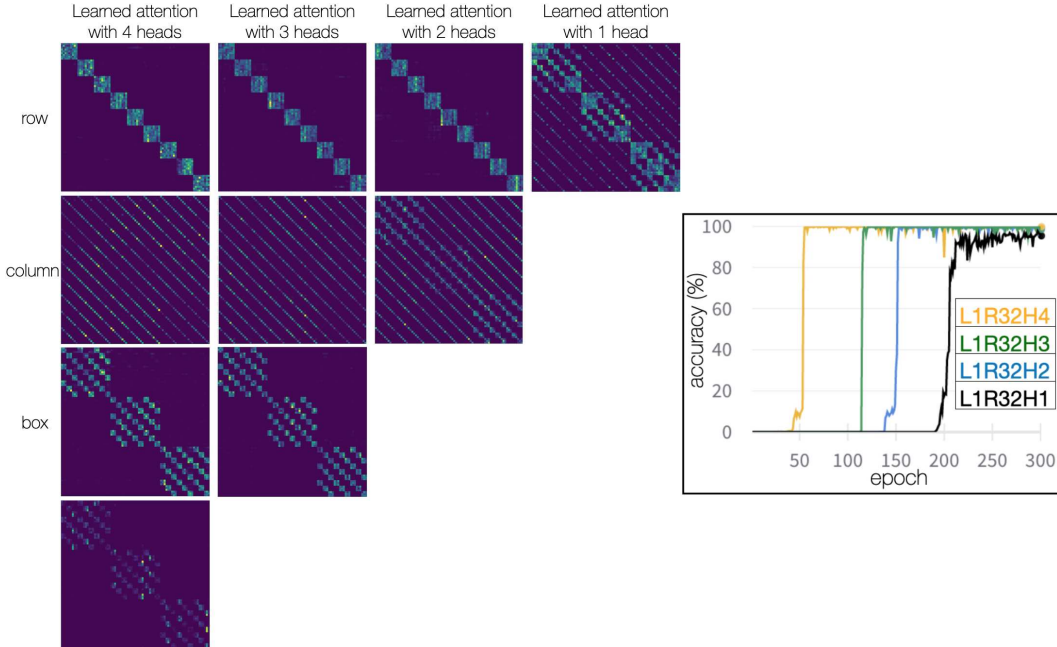 Learned attention
with 4 heads
Learned attention
with 3 heads
Learned attention
with 2 heads
Learned attention
with 1 head
row
column
box
accuracy (%)
100
80
60
40
20
0
50 100 150 200 250 300
epoch
L1R32H4
L1R32H3
L1R32H2
L1R32H1